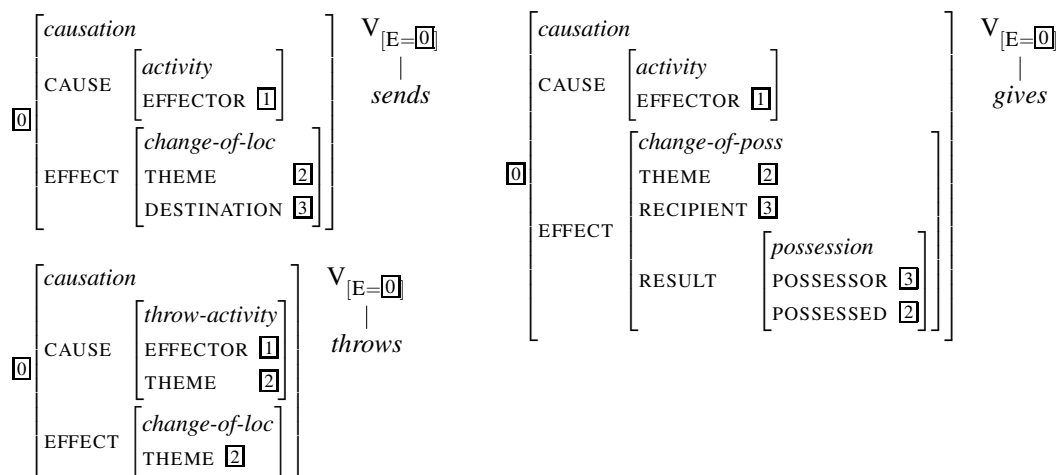 causation
CAUSE
activity
EFFECTOR 1
0
EFFECT
change-of-loc
THEME 2
DESTINATION 3
V[E=0]
sends
causation
CAUSE
activity
EFFECTOR 1
0
EFFECT
change-of-poss
THEME 2
RECIPIENT 3
RESULT
possession
POSSESSOR 3
POSSESSED 2
V[E=0]
gives
causation
CAUSE
throw-activity
EFFECTOR 1
THEME 2
0
EFFECT
change-of-loc
THEME 2
V[E=0]
throws